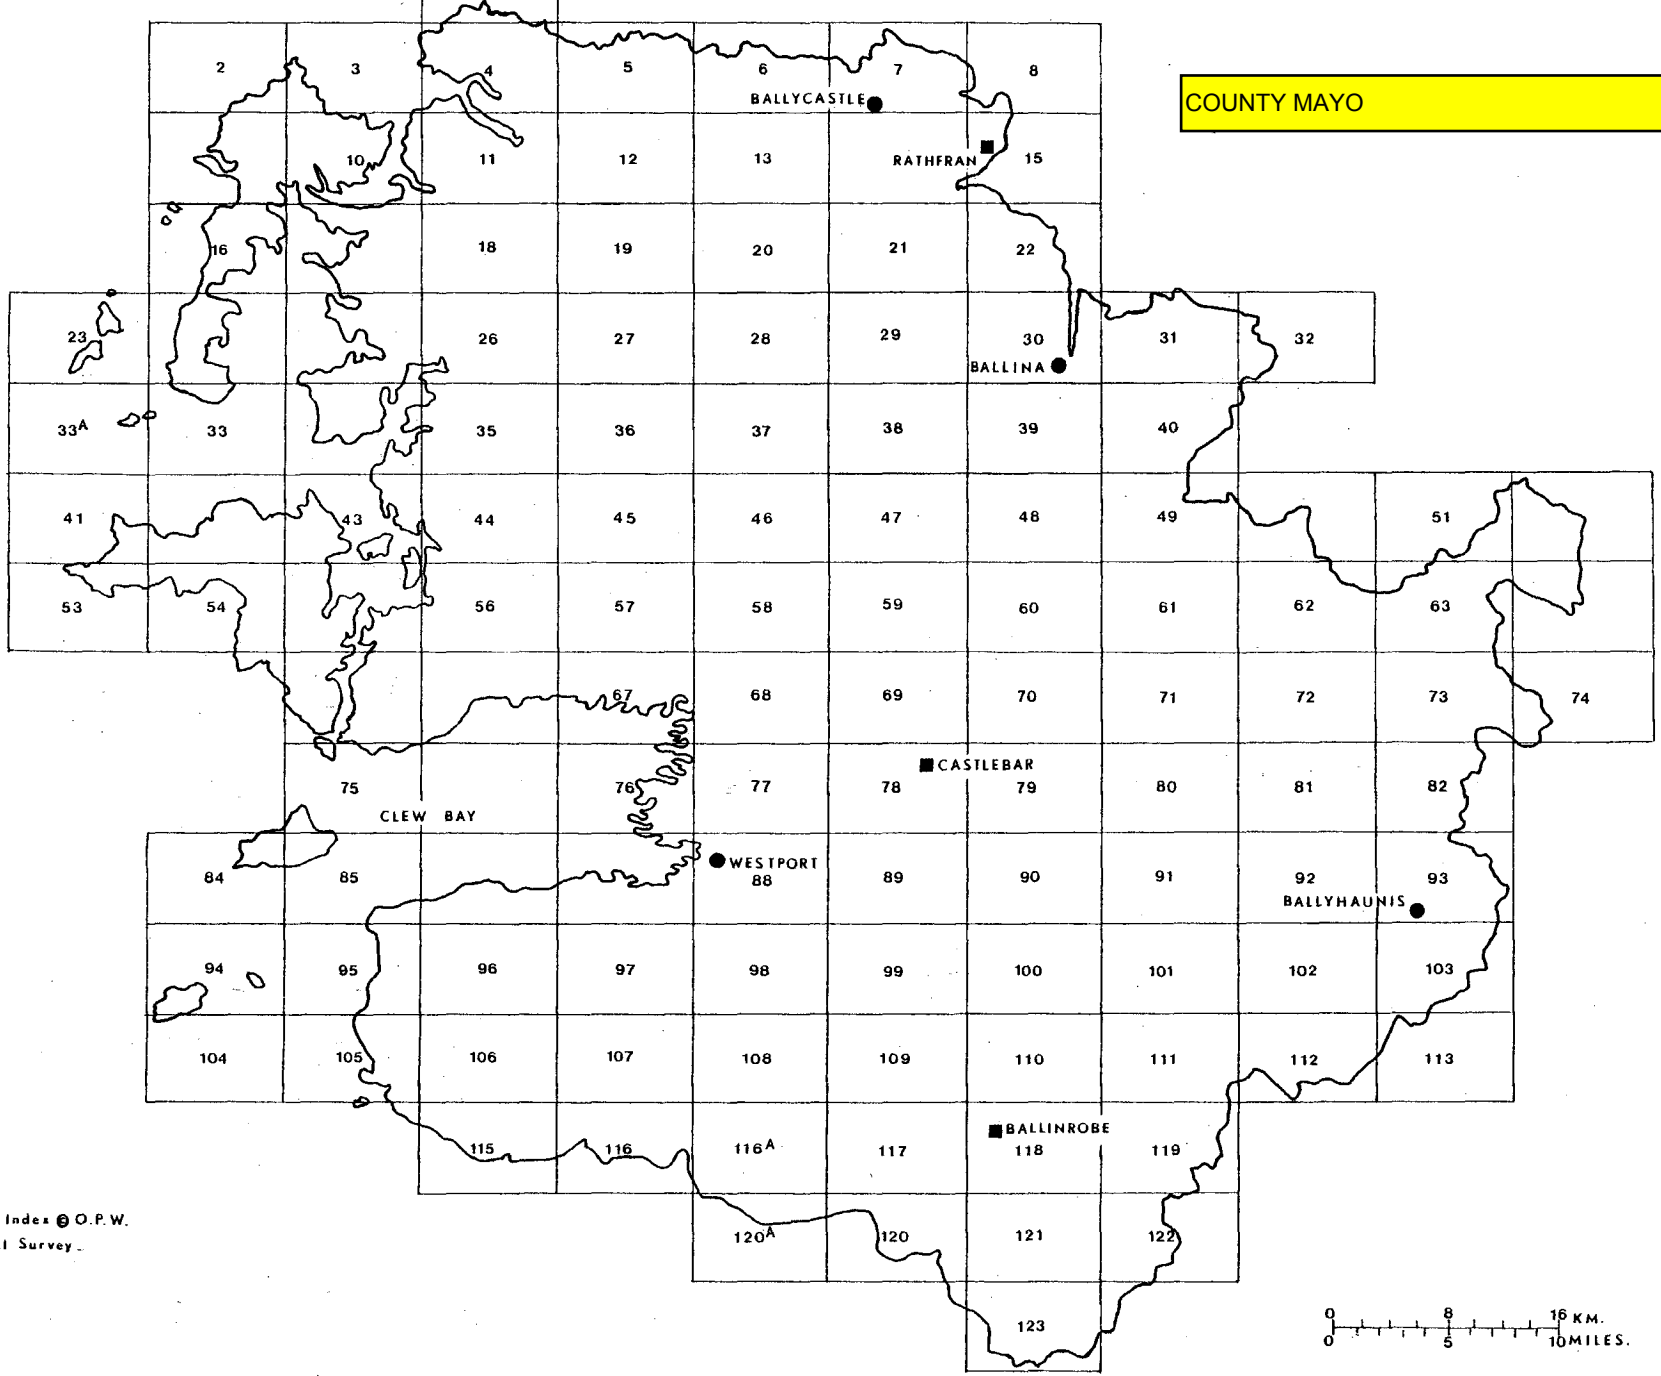 2 3 4 5 6 7 8
BALLYCASTLE
COUNTY MAYO
10 11 12 13 RATHFRAN 15
16 18 19 20 21 22
23 26 27 28 29 30 31 32
BALLINA
33A 33 35 36 37 38 39 40
41 43 44 45 46 47 48 49 51
53 54 56 57 58 59 60 61 62 63
67 68 69 70 71 72 73 74
CASTLEBAR
75 76 77 78 79 80 81 82
CLEW BAY
WESTPORT
84 85 88 89 90 91 92 93
BALLYHAUNIS
94 95 96 97 98 99 100 101 102 103
104 105 106 107 108 109 110 111 112 113
BALLINROBE
115 116 116A 117 118 119
Index © O.P.W.
l Survey
120A 120 121 122
123
0 8 16 KM.
0 5 10 MILES.